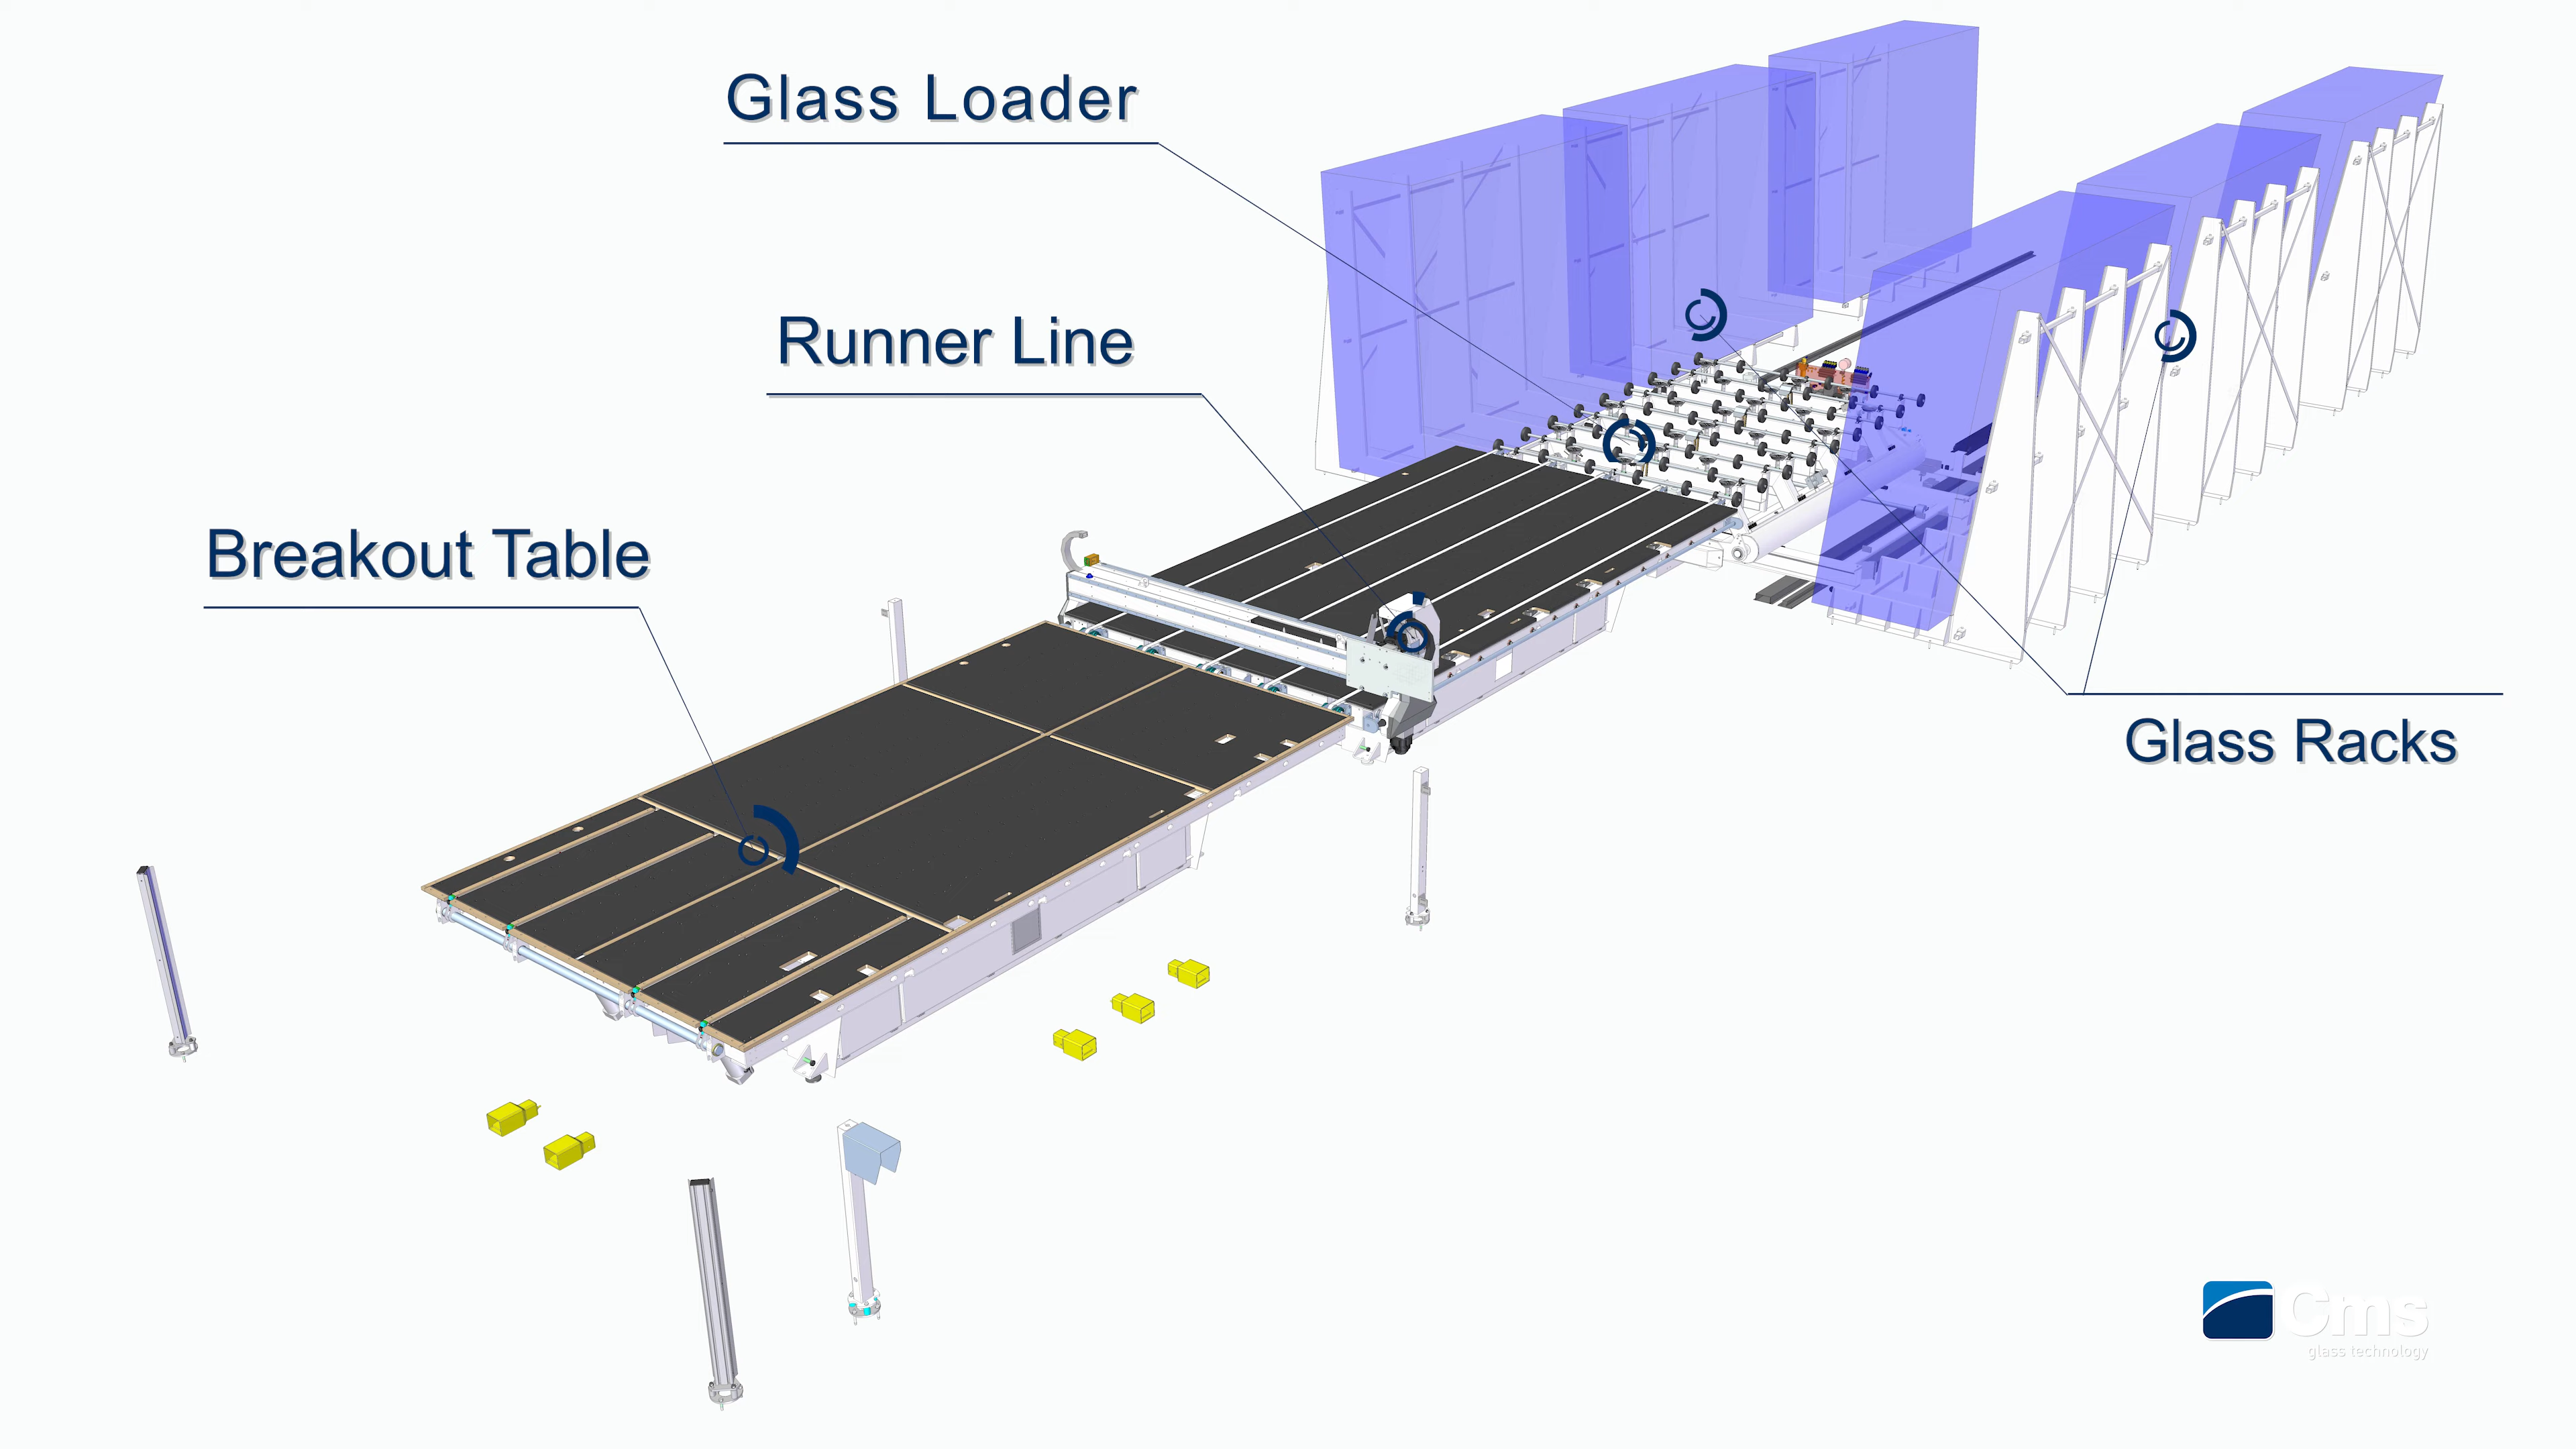 Glass Loader
Runner Line
Breakout Table
Glass Racks
Cms
glass technology